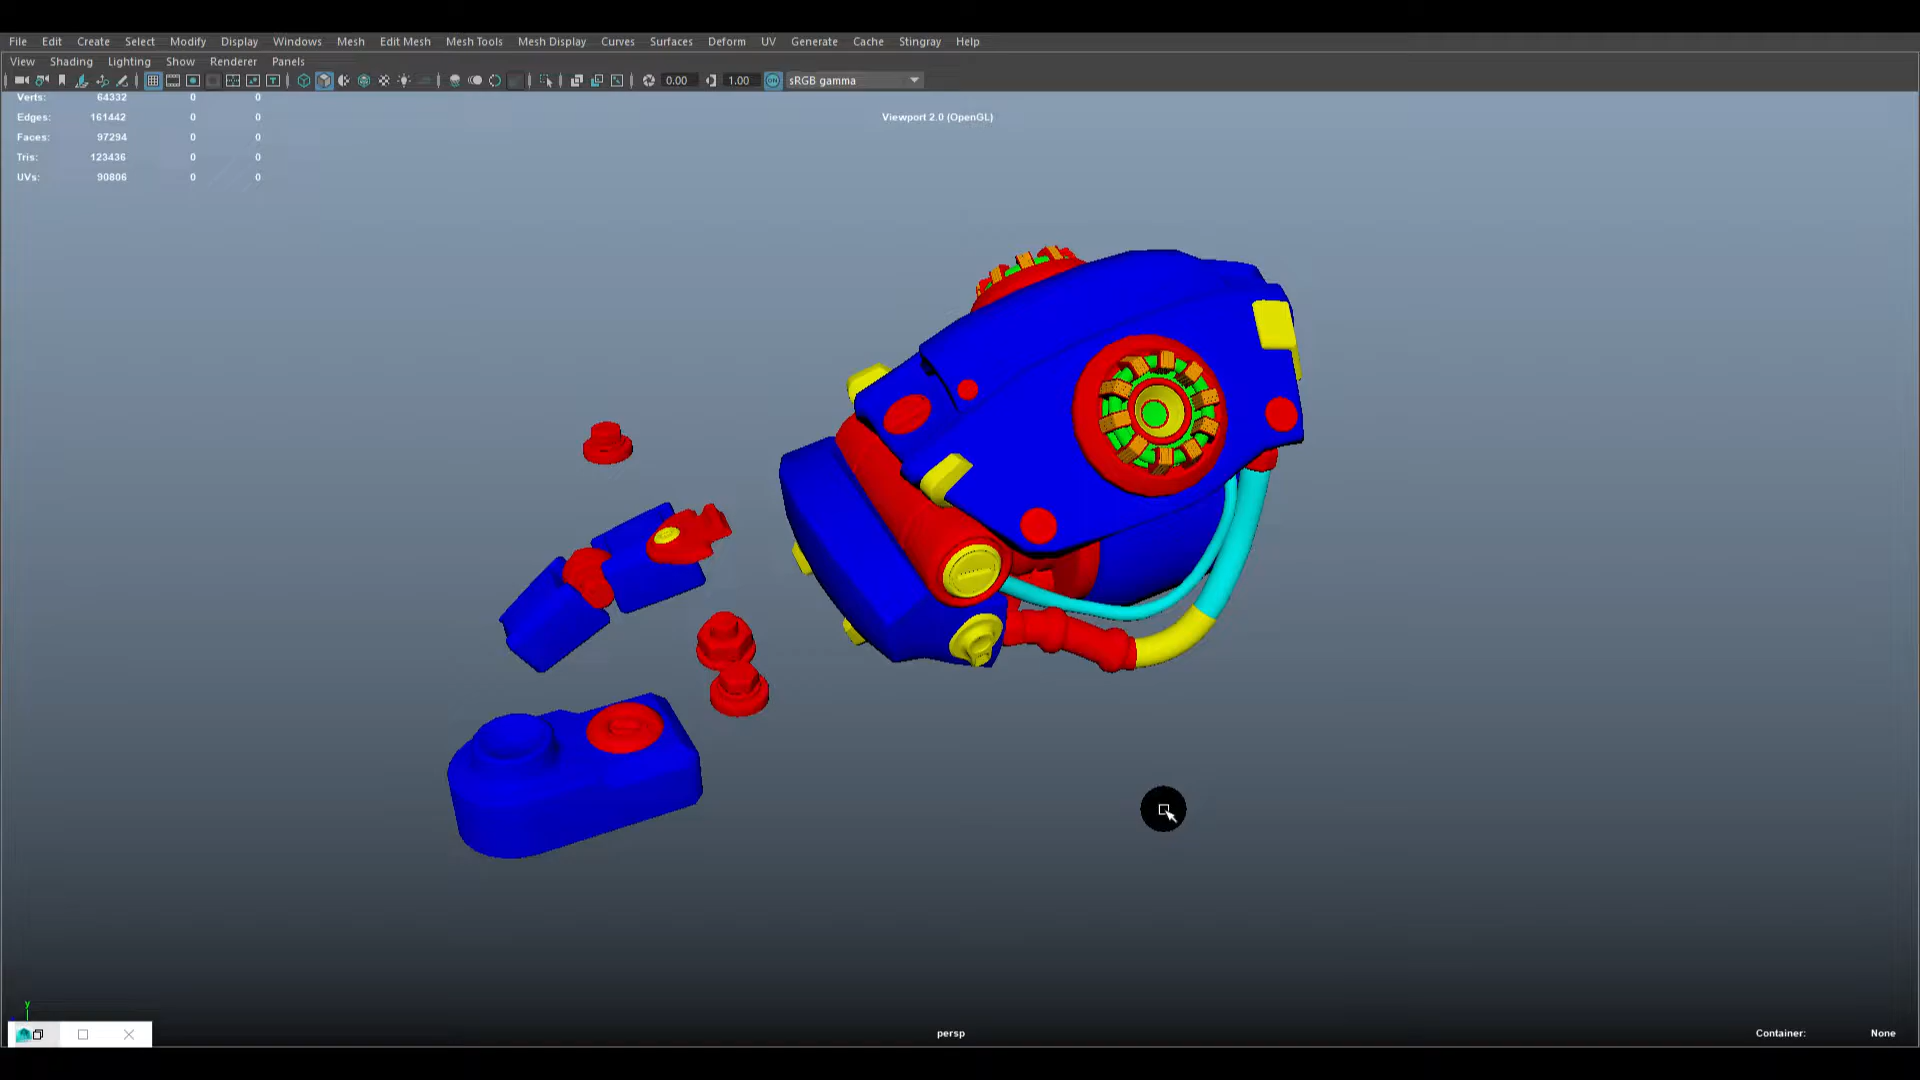 File Edit Create Select Modify Display Windows Mesh Edit Mesh Mesh Tools Mesh Display Curves Surfaces Deform UV Generate Cache Stingray Help
View Shading Lighting Show Renderer Panels
0.00 1.00 ON sRGB gamma
Verts: 64332 0 0
Edges: 161442 0 0
Viewport 2.0 (OpenGL)
Faces: 97294 0 0
Tris: 123436 0 0
UVs: 90806 0 0
y
persp
Container: None